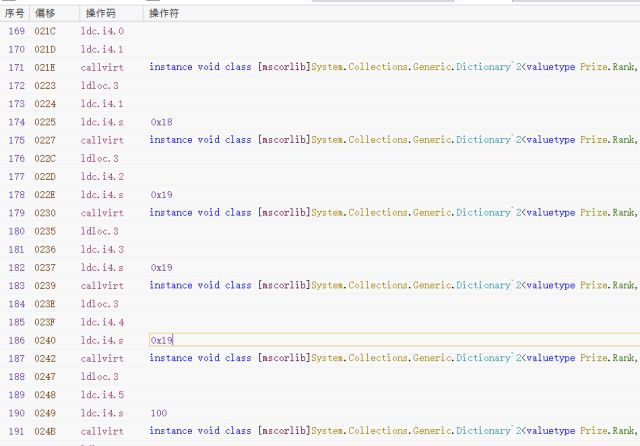 序号 偏移 操作码 操作符
169 021C ldc.i4.0
170 021D ldc.i4.1
171 021E callvirt instance void class [mscorlib]System.Collections.Generic.Dictionary`2<valuetype Prize.Rank,
172 0223 ldloc.3
173 0224 ldc.i4.1
174 0225 ldc.i4.s 0x18
175 0227 callvirt instance void class [mscorlib]System.Collections.Generic.Dictionary`2<valuetype Prize.Rank,
176 022C ldloc.3
177 022D ldc.i4.2
178 022E ldc.i4.s 0x19
179 0230 callvirt instance void class [mscorlib]System.Collections.Generic.Dictionary`2<valuetype Prize.Rank,
180 0235 ldloc.3
181 0236 ldc.i4.3
182 0237 ldc.i4.s 0x19
183 0239 callvirt instance void class [mscorlib]System.Collections.Generic.Dictionary`2<valuetype Prize.Rank,
184 023E ldloc.3
185 023F ldc.i4.4
186 0240 ldc.i4.s 0x19
187 0242 callvirt instance void class [mscorlib]System.Collections.Generic.Dictionary`2<valuetype Prize.Rank,
188 0247 ldloc.3
189 0248 ldc.i4.5
190 0249 ldc.i4.s 100
191 024B callvirt instance void class [mscorlib]System.Collections.Generic.Dictionary`2<valuetype Prize.Rank,